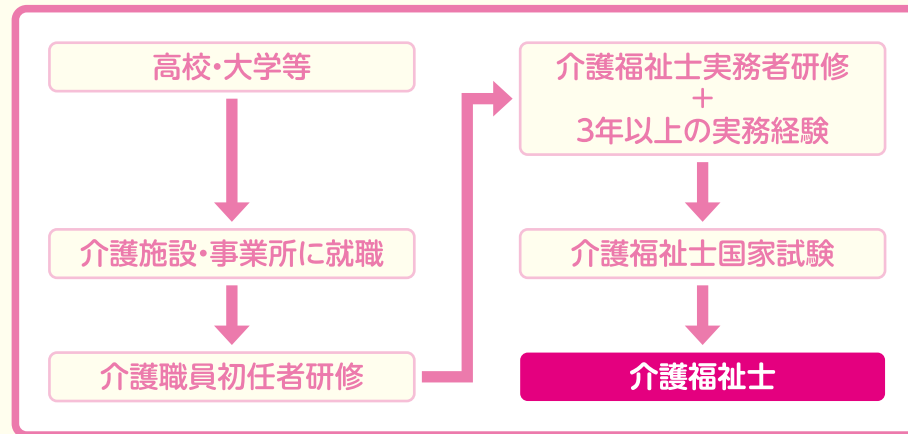 高校・大学等
介護施設・事業所に就職
介護職員初任者研修
介護福祉士実務者研修
＋
3年以上の実務経験
介護福祉士国家試験
介護福祉士